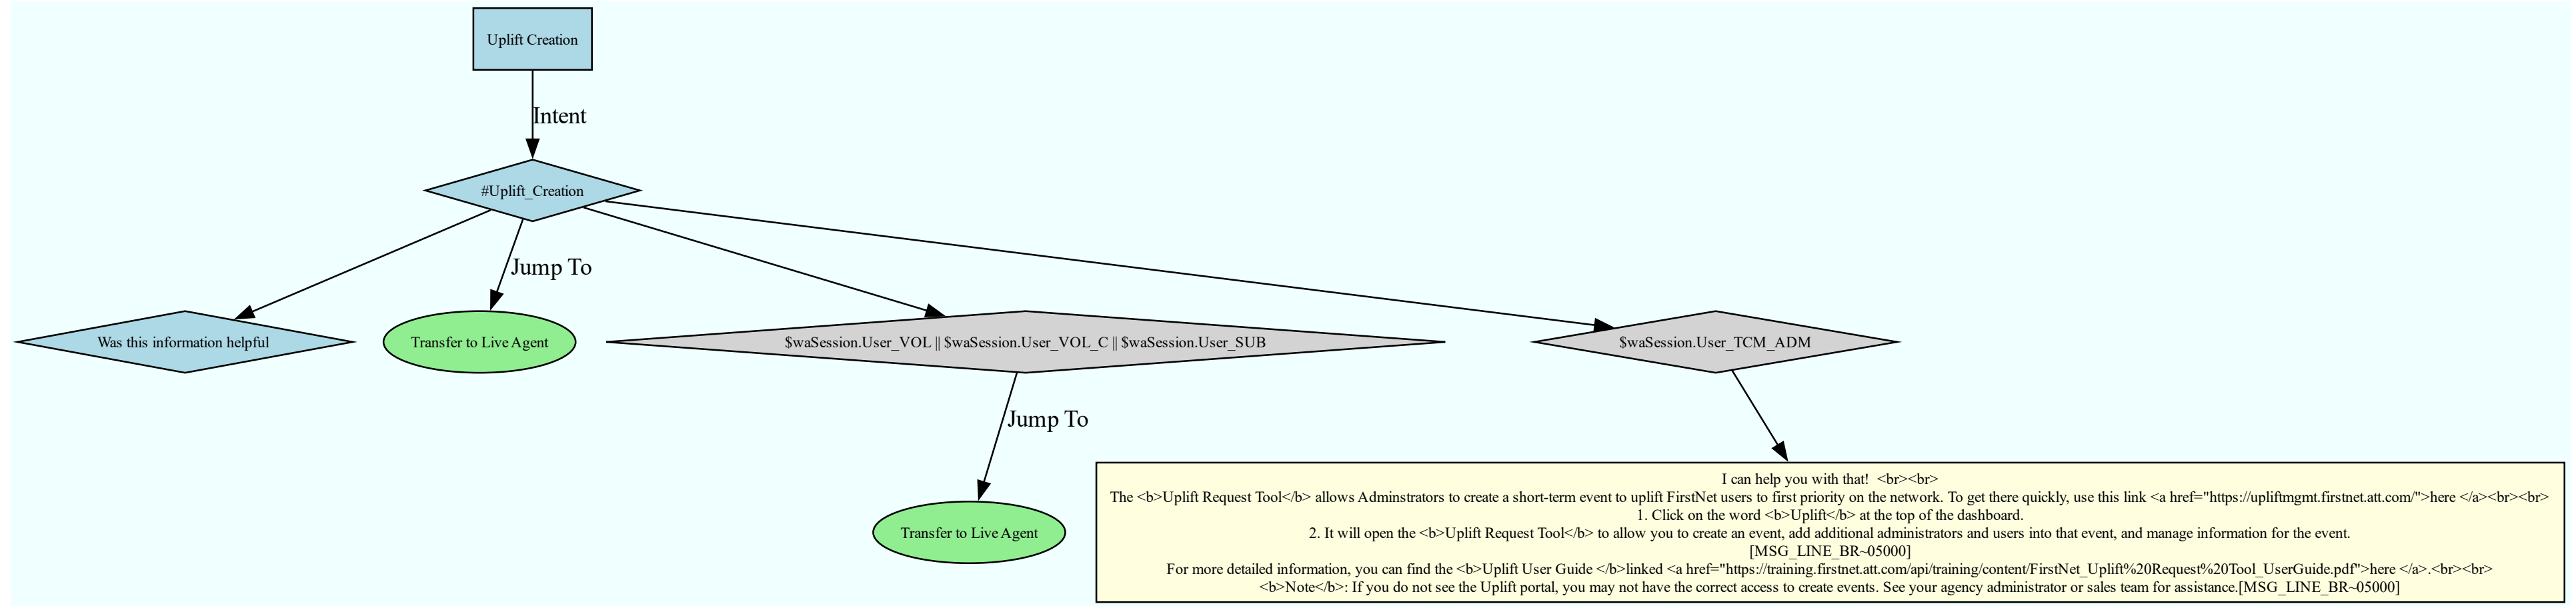 Uplift Creation
Intent
#Uplift_Creation
Jump To
Was this information helpful
Transfer to Live Agent
$waSession.User_VOL || $waSession.User_VOL_C || $waSession.User_SUB
$waSession.User_TCM_ADM
Jump To
Transfer to Live Agent
I can help you with that!  <br><br>
The <b>Uplift Request Tool</b> allows Adminstrators to create a short-term event to uplift FirstNet users to first priority on the network. To get there quickly, use this link <a href="https://upliftmgmt.firstnet.att.com/">here </a><br><br>
1. Click on the word <b>Uplift</b> at the top of the dashboard.
2. It will open the <b>Uplift Request Tool</b> to allow you to create an event, add additional administrators and users into that event, and manage information for the event.
[MSG_LINE_BR~05000]
For more detailed information, you can find the <b>Uplift User Guide </b>linked <a href="https://training.firstnet.att.com/api/training/content/FirstNet_Uplift%20Request%20Tool_UserGuide.pdf">here </a>.<br><br>
<b>Note</b>: If you do not see the Uplift portal, you may not have the correct access to create events. See your agency administrator or sales team for assistance.[MSG_LINE_BR~05000]